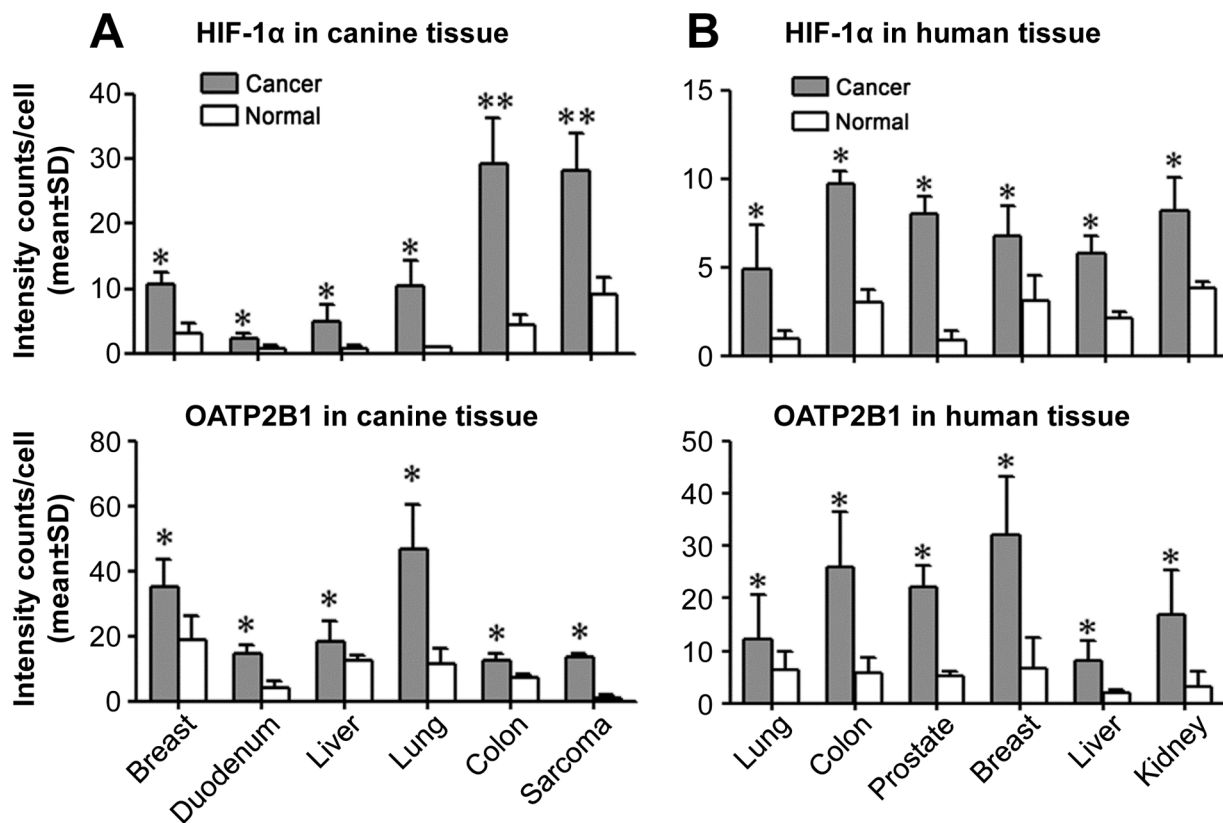 A
HIF-1α in canine tissue
Cancer
Normal
Intensity counts/cell
(mean±SD)
40
30
20
10
0
*
*
*
*
**
**
OATP2B1 in canine tissue
Intensity counts/cell
(mean±SD)
80
60
40
20
0
*
*
*
*
*
*
Breast
Duodenum
Liver
Lung
Colon
Sarcoma
B
HIF-1α in human tissue
Cancer
Normal
15
10
5
0
*
*
*
*
*
*
OATP2B1 in human tissue
50
40
30
20
10
0
*
*
*
*
*
*
Lung
Colon
Prostate
Breast
Liver
Kidney